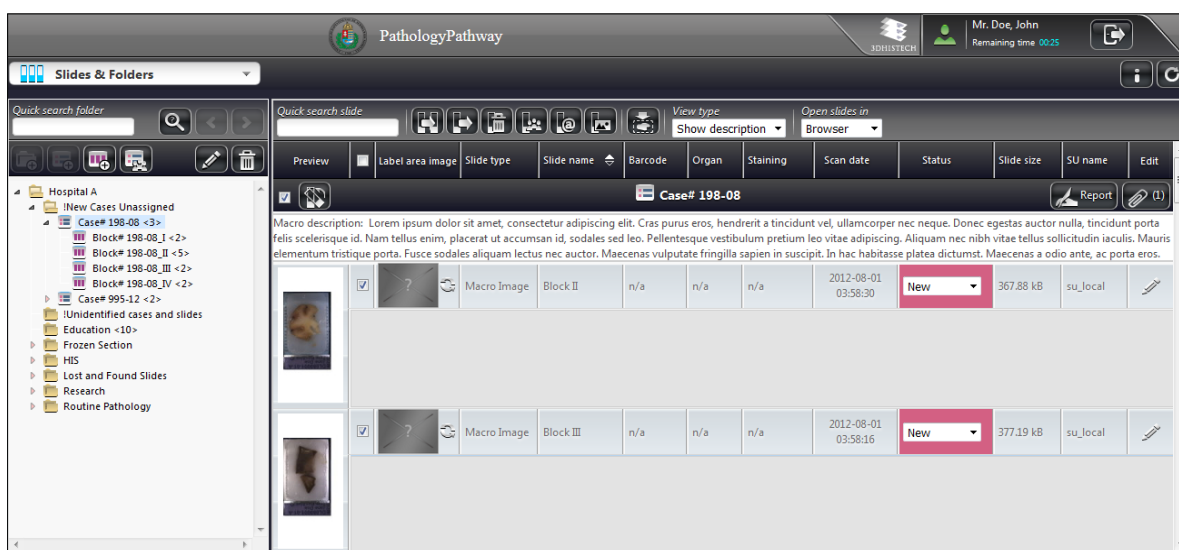 PathologyPathway
3DHISTECH
Mr. Doe, John
Remaining time 00:25
Slides & Folders
Quick search folder
Quick search slide
View type
Show description
Open slides in
Browser
Preview Label area image Slide type Slide name Barcode Organ Staining Scan date Status Slide size SU name Edit
Hospital A
!New Cases Unassigned
Case# 198-08 <3>
Block# 198-08_I <2>
Block# 198-08_II <5>
Block# 198-08_III <2>
Block# 198-08_IV <2>
Case# 995-12 <2>
!Unidentified cases and slides
Education <10>
Frozen Section
HIS
Lost and Found Slides
Research
Routine Pathology
Case# 198-08
Report
(1)
Macro description: Lorem ipsum dolor sit amet, consectetur adipiscing elit. Cras purus eros, hendrerit a tincidunt vel, ullamcorper nec neque. Donec egestas auctor nulla, tincidunt porta
felis scelerisque id. Nam tellus enim, placerat ut accumsan id, sodales sed leo. Pellentesque vestibulum pretium leo vitae adipiscing. Aliquam nec nibh vitae tellus sollicitudin iaculis. Mauris
elementum tristique porta. Fusce sodales aliquam lectus nec auctor. Maecenas vulputate fringilla sapien in suscipit. In hac habitasse platea dictumst. Maecenas a odio ante, ac porta eros.
? Macro Image Block II n/a n/a n/a 2012-08-01
03:58:30
New 367.88 kB su_local
? Macro Image Block III n/a n/a n/a 2012-08-01
03:58:16
New 377.19 kB su_local